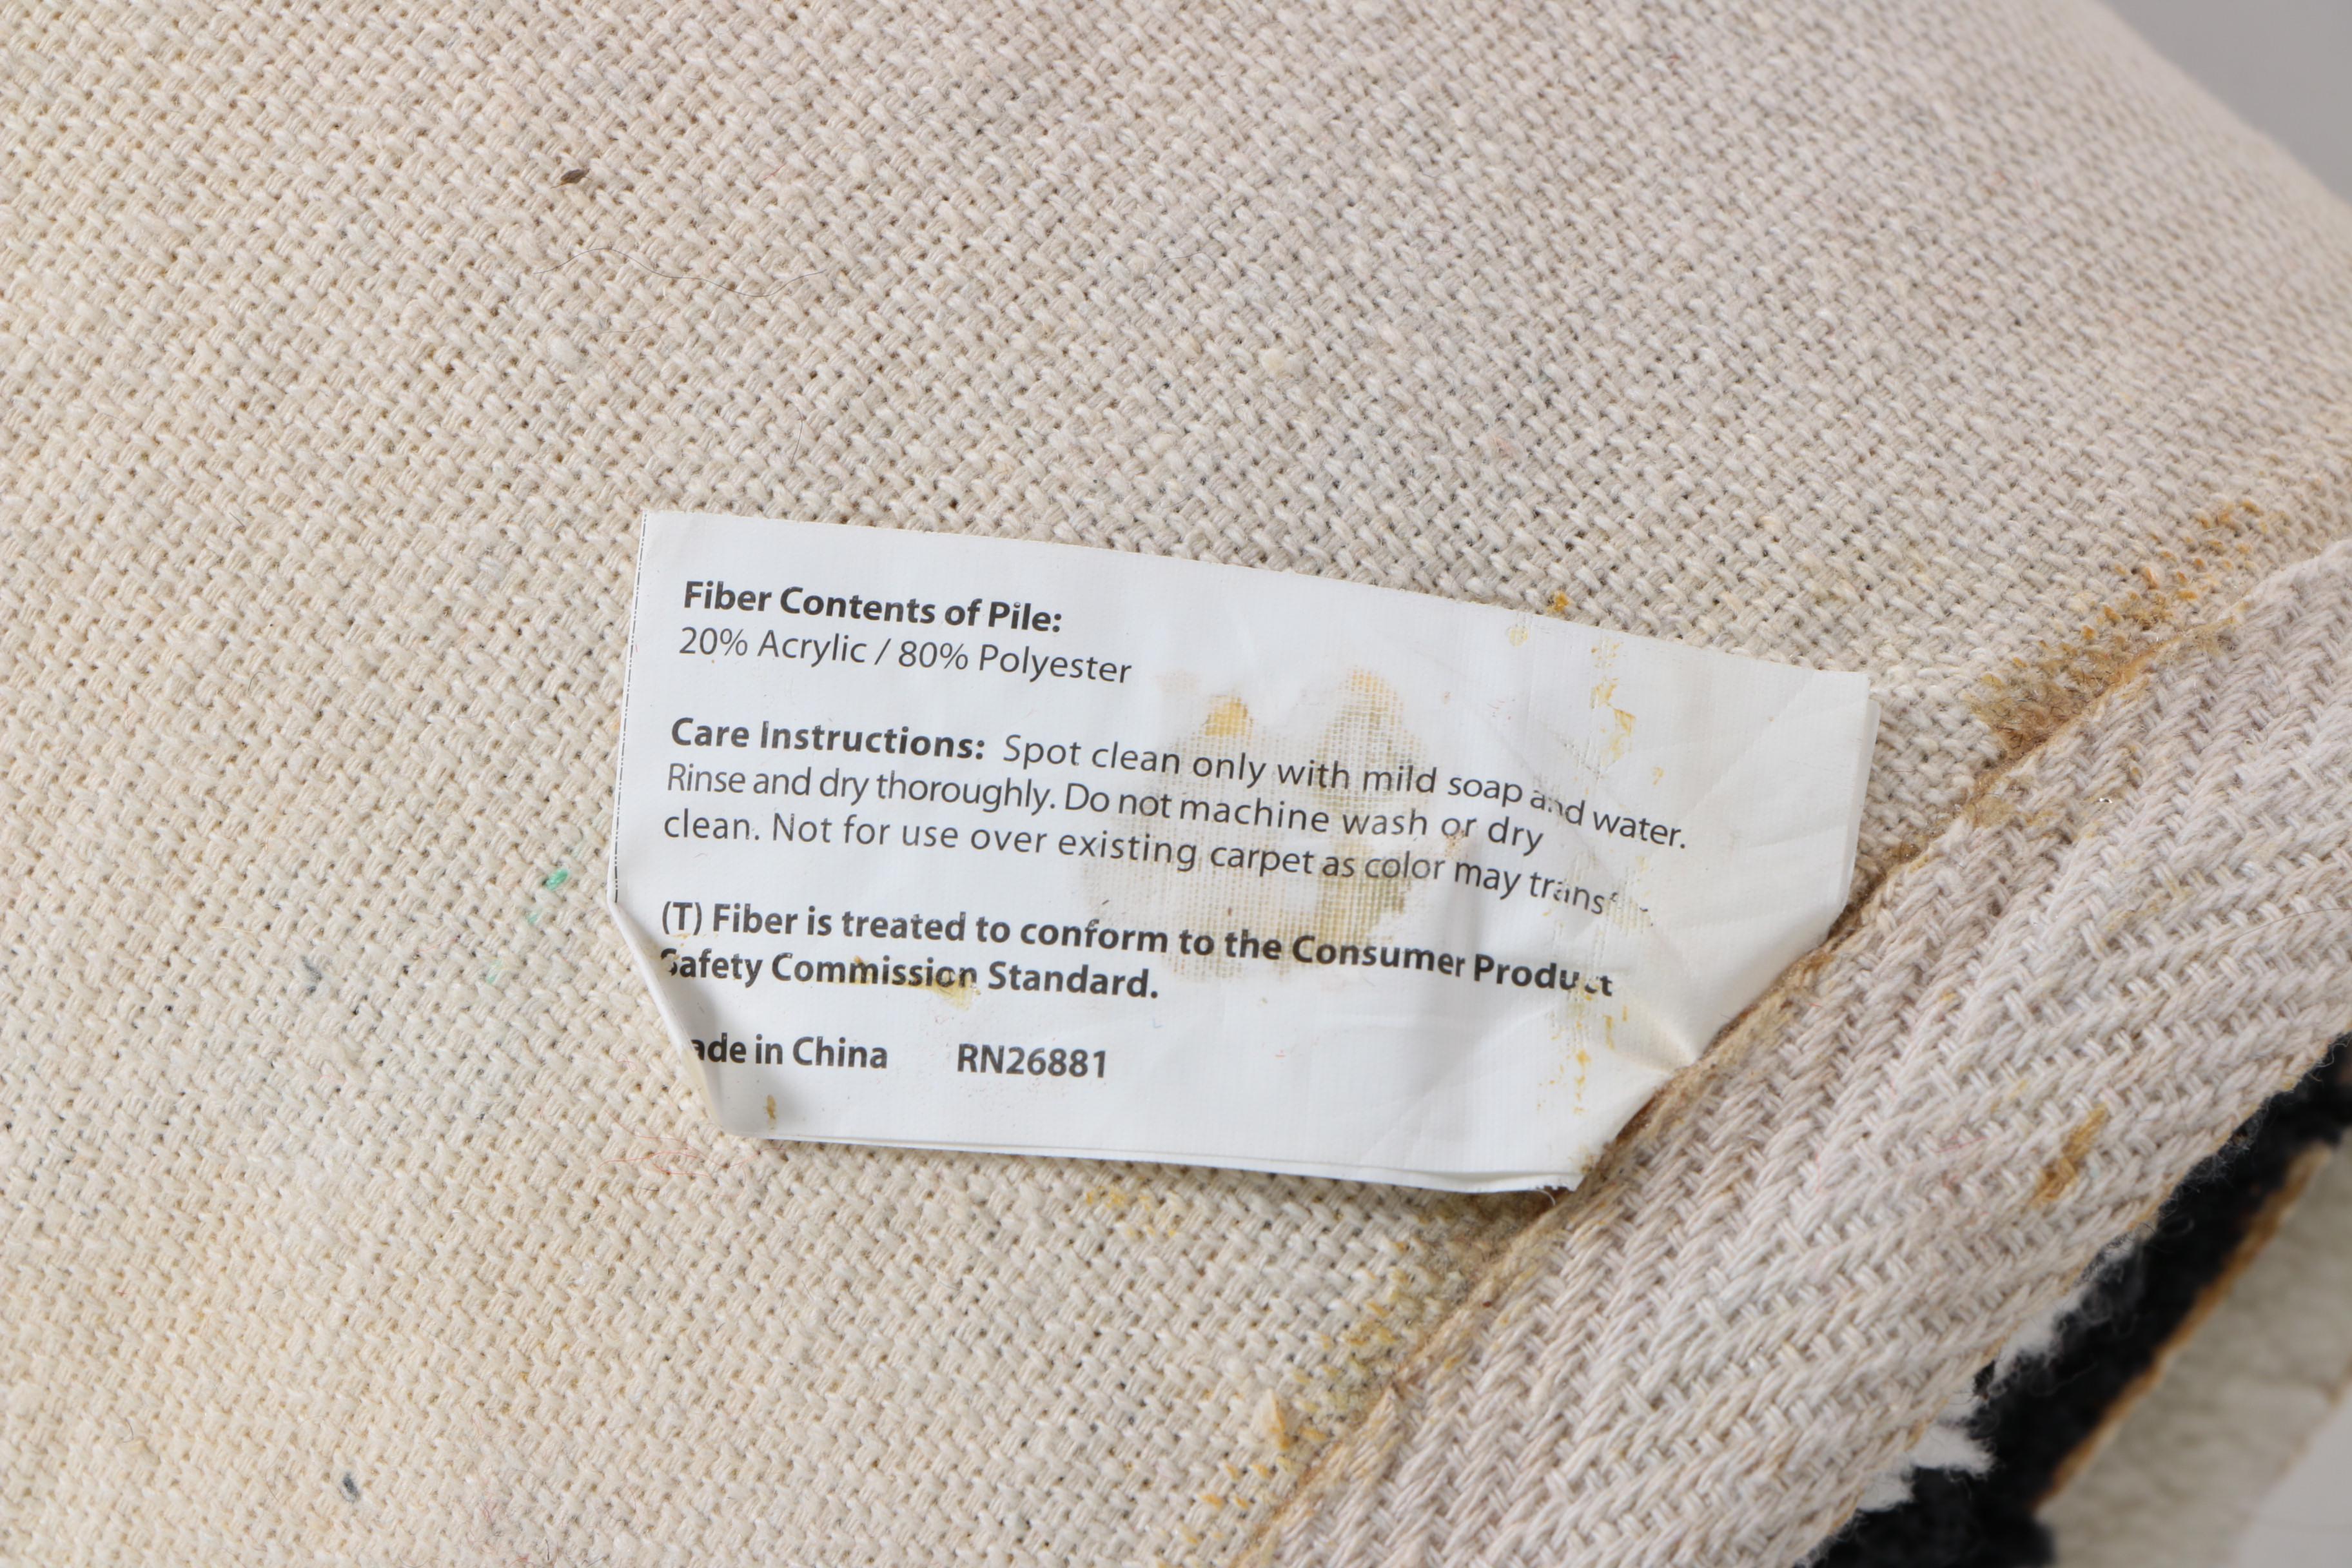 Fiber Contents of Pile:
20% Acrylic / 80% Polyester
Care Instructions: Spot clean only with mild soap and water.
Rinse and dry thoroughly. Do not machine wash or dry
clean. Not for use over existing carpet as color may transf
(T) Fiber is treated to conform to the Consumer Product
Safety Commission Standard.
ade in China RN26881